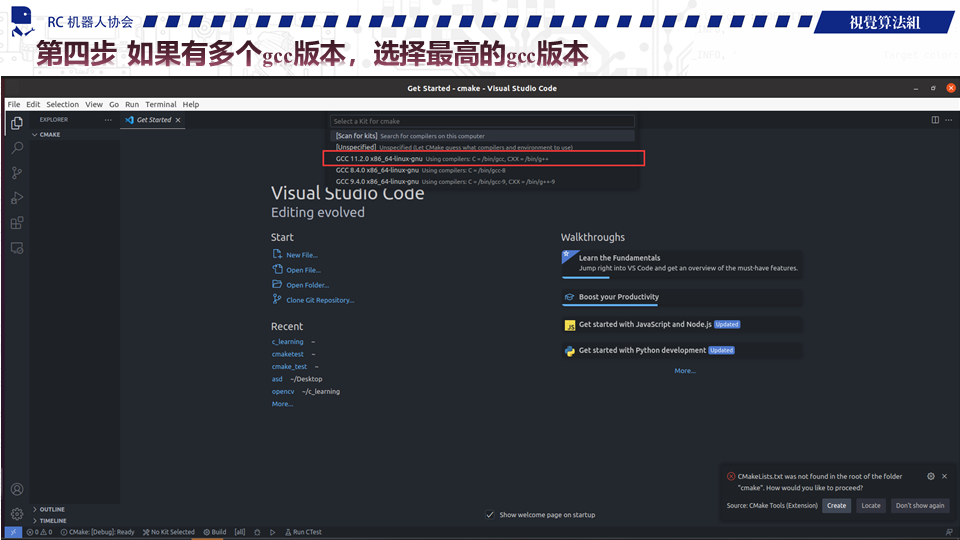 RC 机器人协会
視覺算法組
第四步 如果有多个gcc版本，选择最高的gcc版本
Get Started - cmake - Visual Studio Code
File Edit Selection View Go Run Terminal Help
EXPLORER
Get Started
CMAKE
Select a Kit for cmake
[Scan for kits] Search for compilers on this computer
[Unspecified] Unspecified (Let CMake guess what compilers and environment to use)
GCC 11.2.0 x86_64-linux-gnu Using compilers: C = /bin/gcc, CXX = /bin/g++
GCC 8.4.0 x86_64-linux-gnu Using compilers: C = /bin/gcc-8
GCC 9.4.0 x86_64-linux-gnu Using compilers: C = /bin/gcc-9, CXX = /bin/g++-9
Visual Studio Code
Editing evolved
Start
New File...
Open File...
Open Folder...
Clone Git Repository...
Recent
c_learning ~
cmaketest ~
cmake_test ~
asd ~/Desktop
opencv ~/c_learning
More...
Walkthroughs
Learn the Fundamentals
Jump right into VS Code and get an overview of the must-have features.
Boost your Productivity
JS Get started with JavaScript and Node.js Updated
Get started with Python development Updated
More...
CMakeLists.txt was not found in the root of the folder
"cmake". How would you like to proceed?
Source: CMake Tools (Extension) Create Locate Don't show again
OUTLINE
TIMELINE
Show welcome page on startup
0 0 CMake: [Debug]: Ready No Kit Selected Build [all] Run CTest